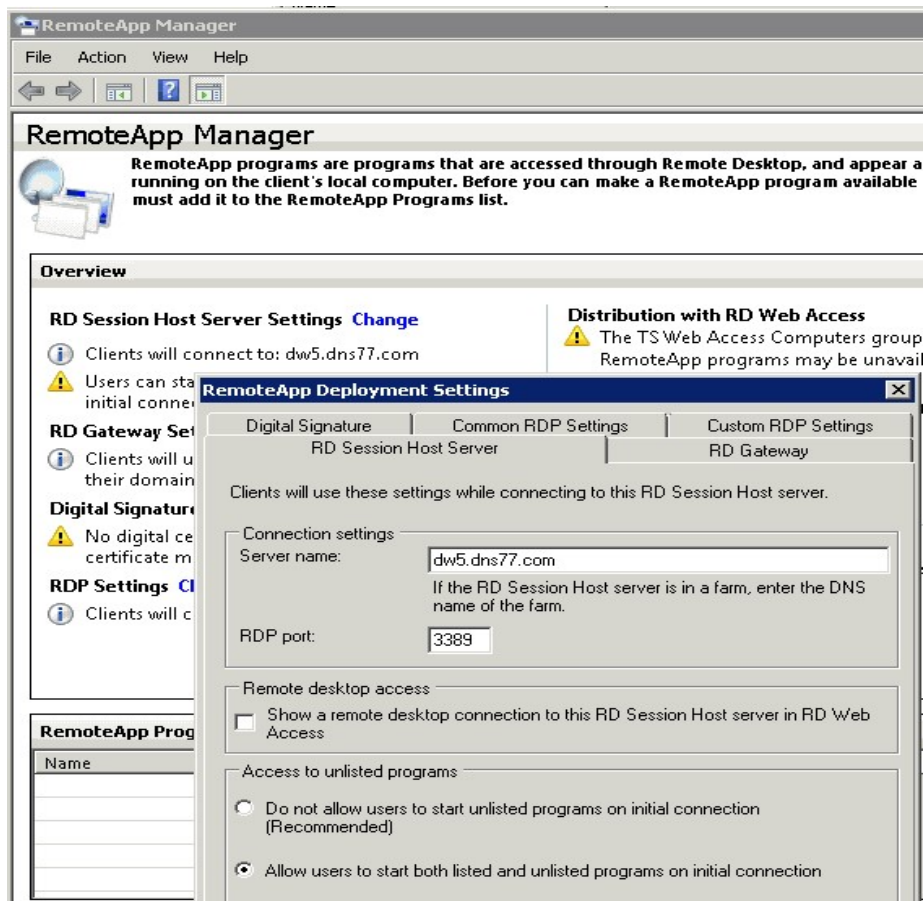 RemoteApp Manager
File Action View Help
RemoteApp Manager
RemoteApp programs are programs that are accessed through Remote Desktop, and appear a
running on the client's local computer. Before you can make a RemoteApp program available
must add it to the RemoteApp Programs list.
Overview
RD Session Host Server Settings Change
Clients will connect to: dw5.dns77.com
Users can sta
initial conne
RD Gateway Set
Clients will u
their domain
Digital Signature
No digital ce
certificate m
RDP Settings
Clients will c
Distribution with RD Web Access
The TS Web Access Computers group
RemoteApp programs may be unavail
RemoteApp Prog
Name
RemoteApp Deployment Settings
Digital Signature Common RDP Settings Custom RDP Settings
RD Session Host Server RD Gateway
Clients will use these settings while connecting to this RD Session Host server.
Connection settings
Server name: dw5.dns77.com
If the RD Session Host server is in a farm, enter the DNS
name of the farm.
RDP port: 3389
Remote desktop access
Show a remote desktop connection to this RD Session Host server in RD Web
Access
Access to unlisted programs
Do not allow users to start unlisted programs on initial connection
(Recommended)
Allow users to start both listed and unlisted programs on initial connection